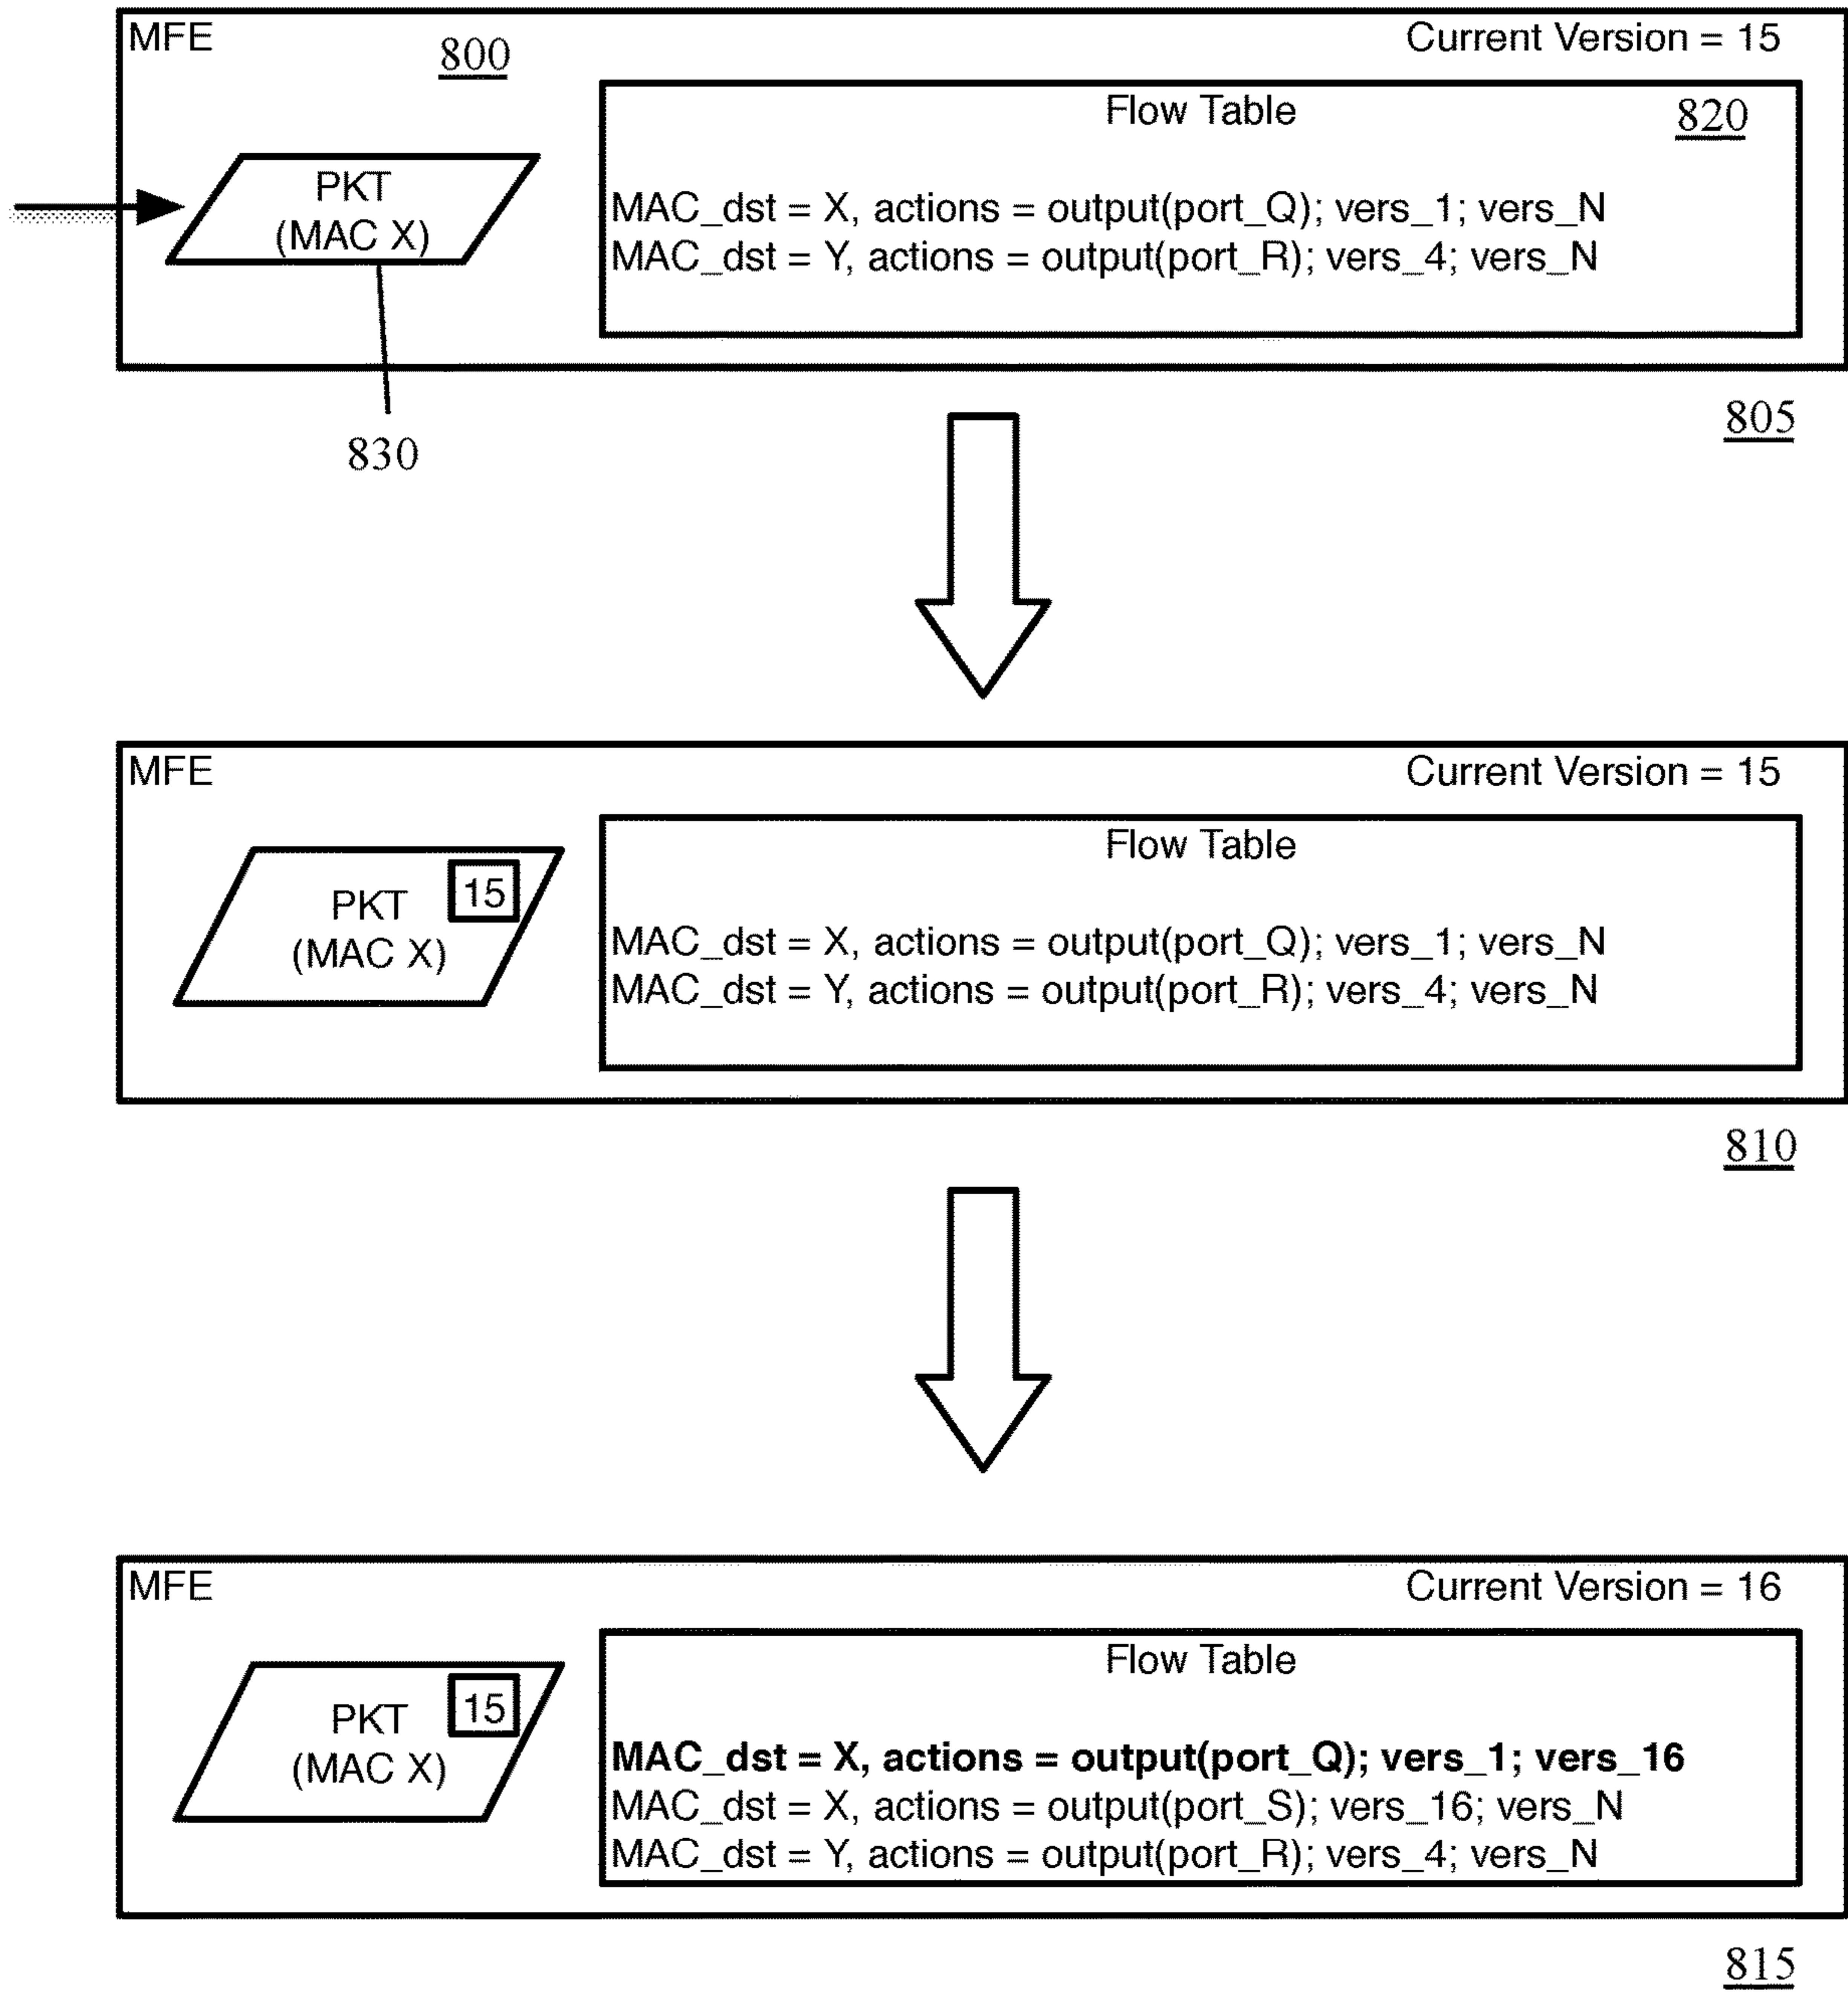 MFE
800
Current Version = 15
Flow Table
820
PKT
(MAC X)
MAC_dst = X, actions = output(port_Q); vers_1; vers_N
MAC_dst = Y, actions = output(port_R); vers_4; vers_N
830
805
MFE
Current Version = 15
Flow Table
15
PKT
(MAC X)
MAC_dst = X, actions = output(port_Q); vers_1; vers_N
MAC_dst = Y, actions = output(port_R); vers_4; vers_N
810
MFE
Current Version = 16
Flow Table
15
PKT
(MAC X)
MAC_dst = X, actions = output(port_Q); vers_1; vers_16
MAC_dst = X, actions = output(port_S); vers_16; vers_N
MAC_dst = Y, actions = output(port_R); vers_4; vers_N
815